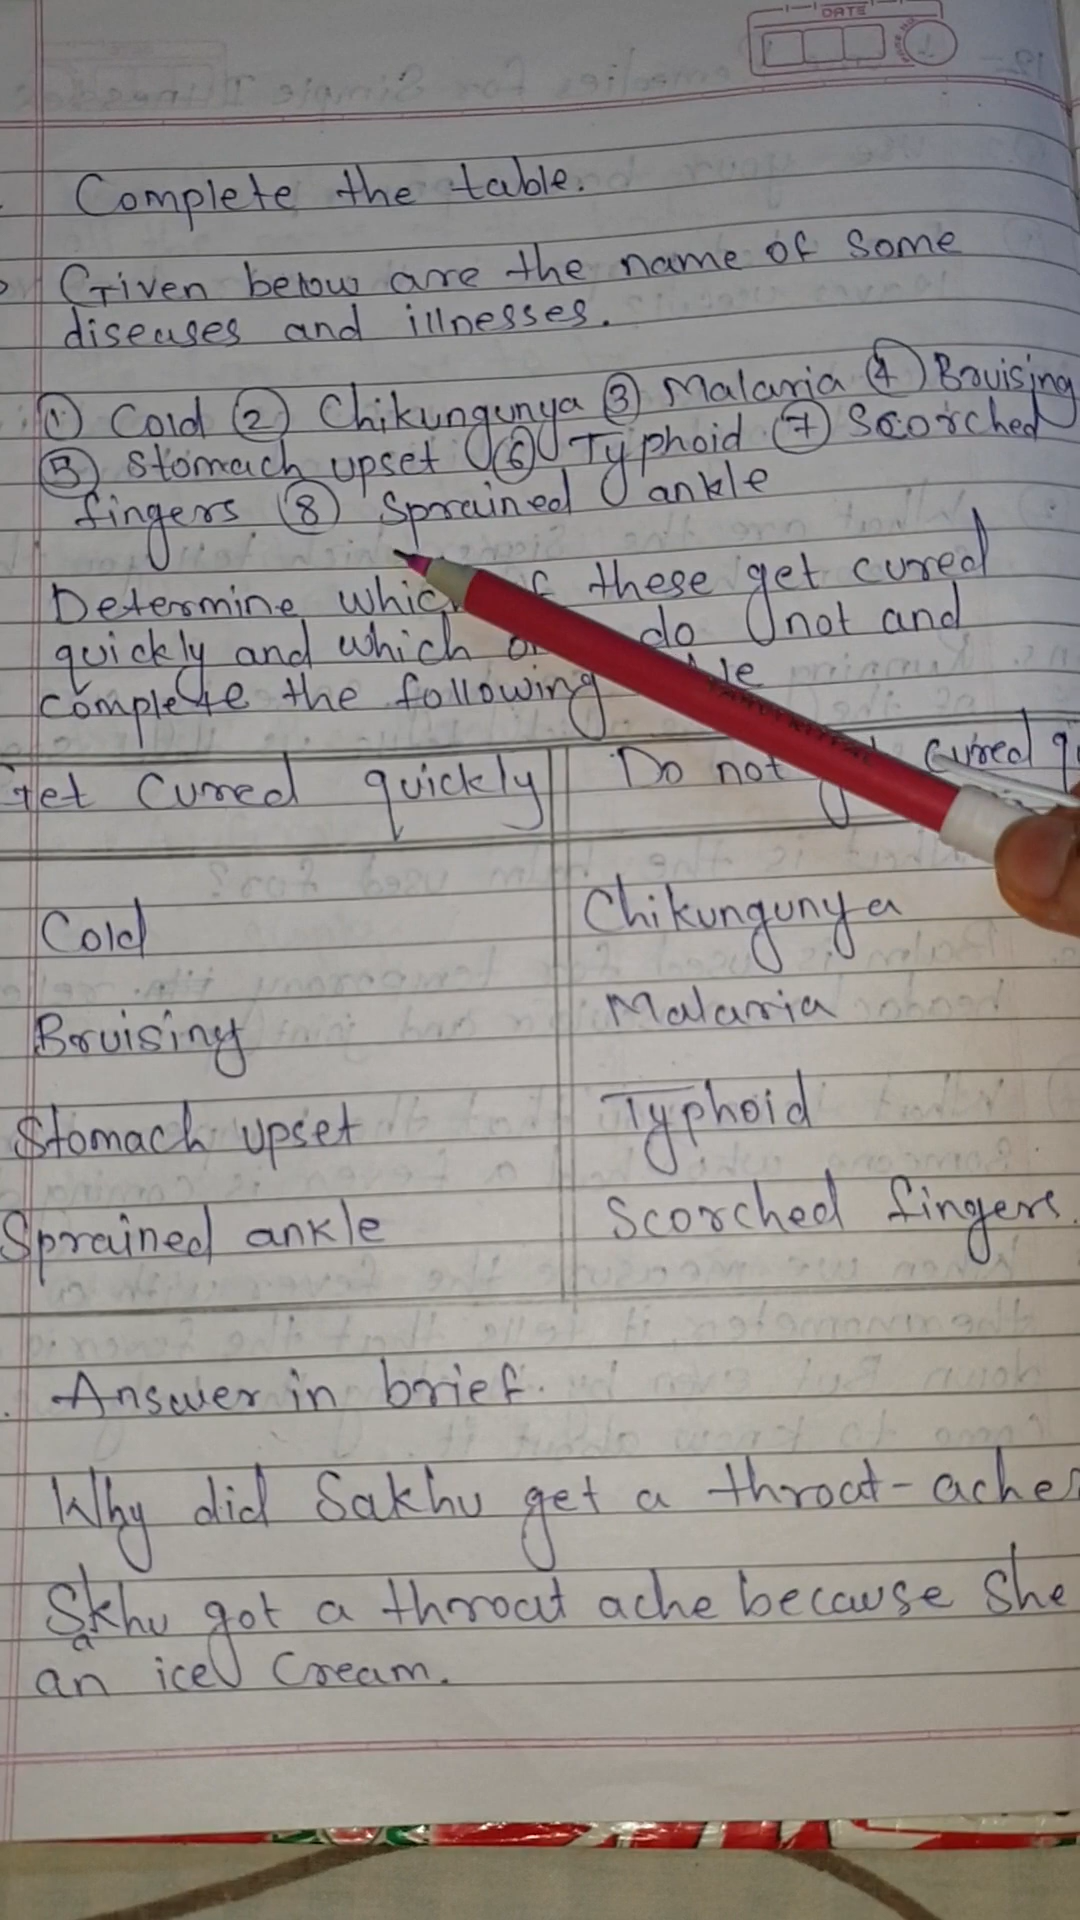 DATE
Complete the table.
Given below are the name of some
diseases and illnesses.
① Cold ② Chikungunya ③ Malaria ④ Bruising
⑤ Stomach upset ⑥ Typhoid ⑦ Scorched
fingers ⑧ Sprained ankle
Determine which of these get cured
quickly and which do not and
complete the following
Get Cured quickly Do not cured
Cold Chikungunya
Bruising Malaria
Stomach upset Typhoid
Sprained ankle Scorched fingers.
Answer in brief.
Why did Sakhu get a throat-ache
Sakhu got a throat ache because she
an ice cream.